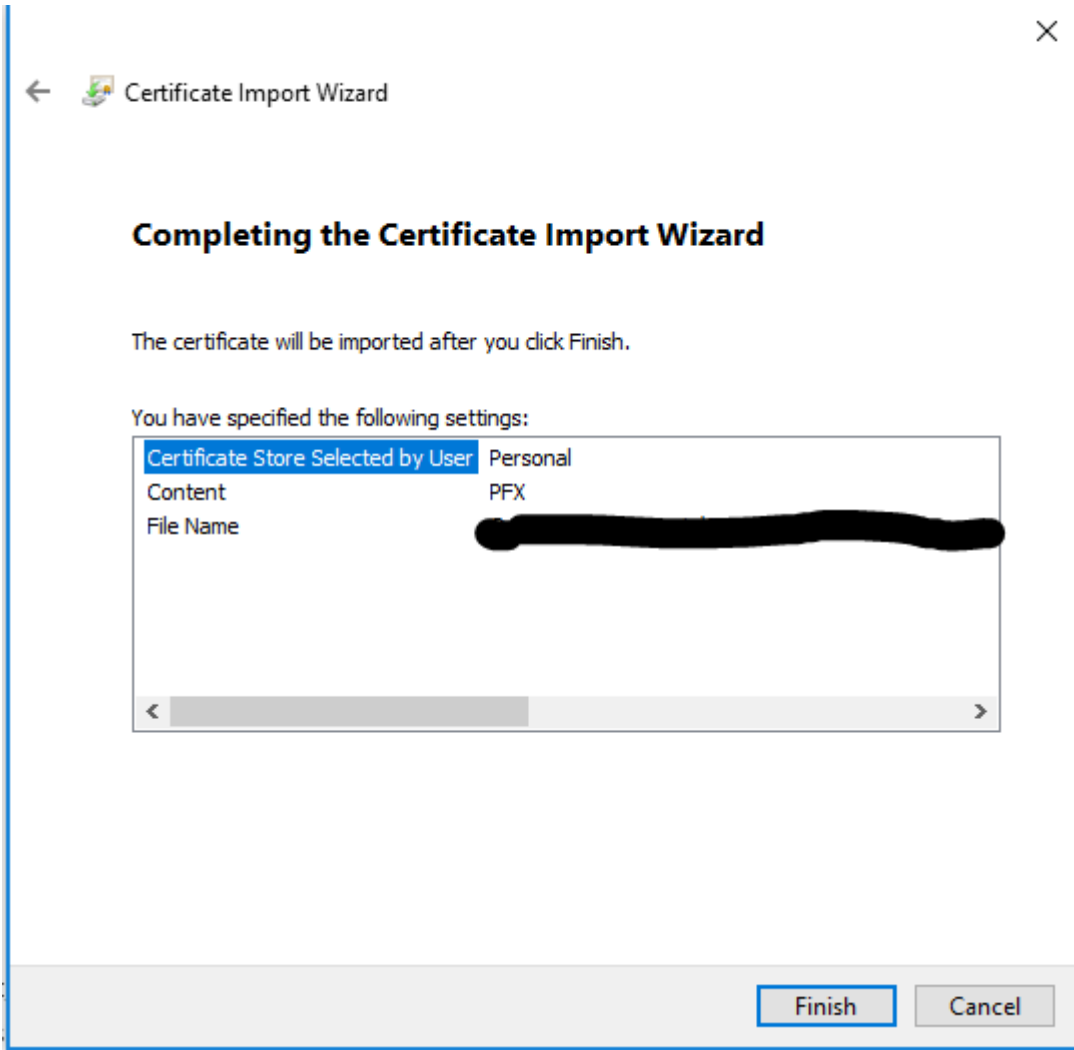 Certificate Import Wizard
Completing the Certificate Import Wizard
The certificate will be imported after you click Finish.
You have specified the following settings:
Certificate Store Selected by User Personal
Content PFX
File Name
Finish Cancel